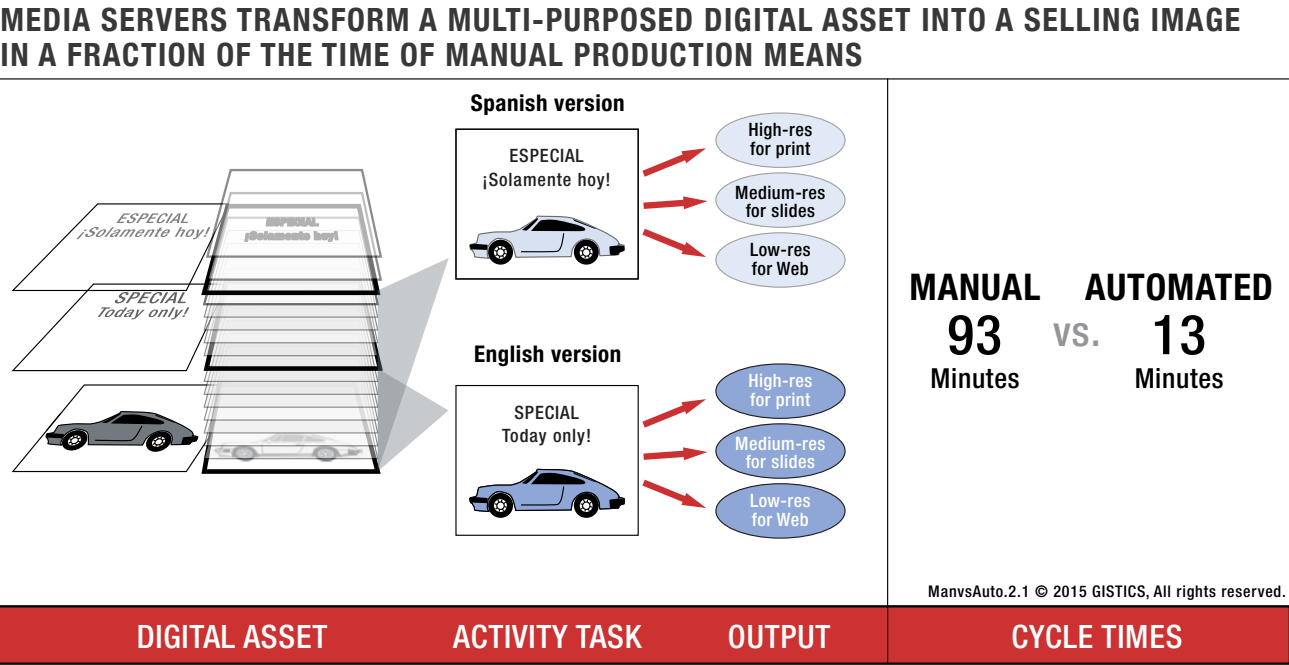 MEDIA SERVERS TRANSFORM A MULTI-PURPOSED DIGITAL ASSET INTO A SELLING IMAGE
IN A FRACTION OF THE TIME OF MANUAL PRODUCTION MEANS
ESPECIAL
¡Solamente hoy!
SPECIAL
Today only!
ESPECIAL
¡Solamente hoy!
Spanish version
ESPECIAL
¡Solamente hoy!
High-res
for print
Medium-res
for slides
Low-res
for Web
English version
SPECIAL
Today only!
High-res
for print
Medium-res
for slides
Low-res
for Web
MANUAL
93
Minutes
VS.
AUTOMATED
13
Minutes
ManvsAuto.2.1 © 2015 GISTICS, All rights reserved.
DIGITAL ASSET
ACTIVITY TASK
OUTPUT
CYCLE TIMES